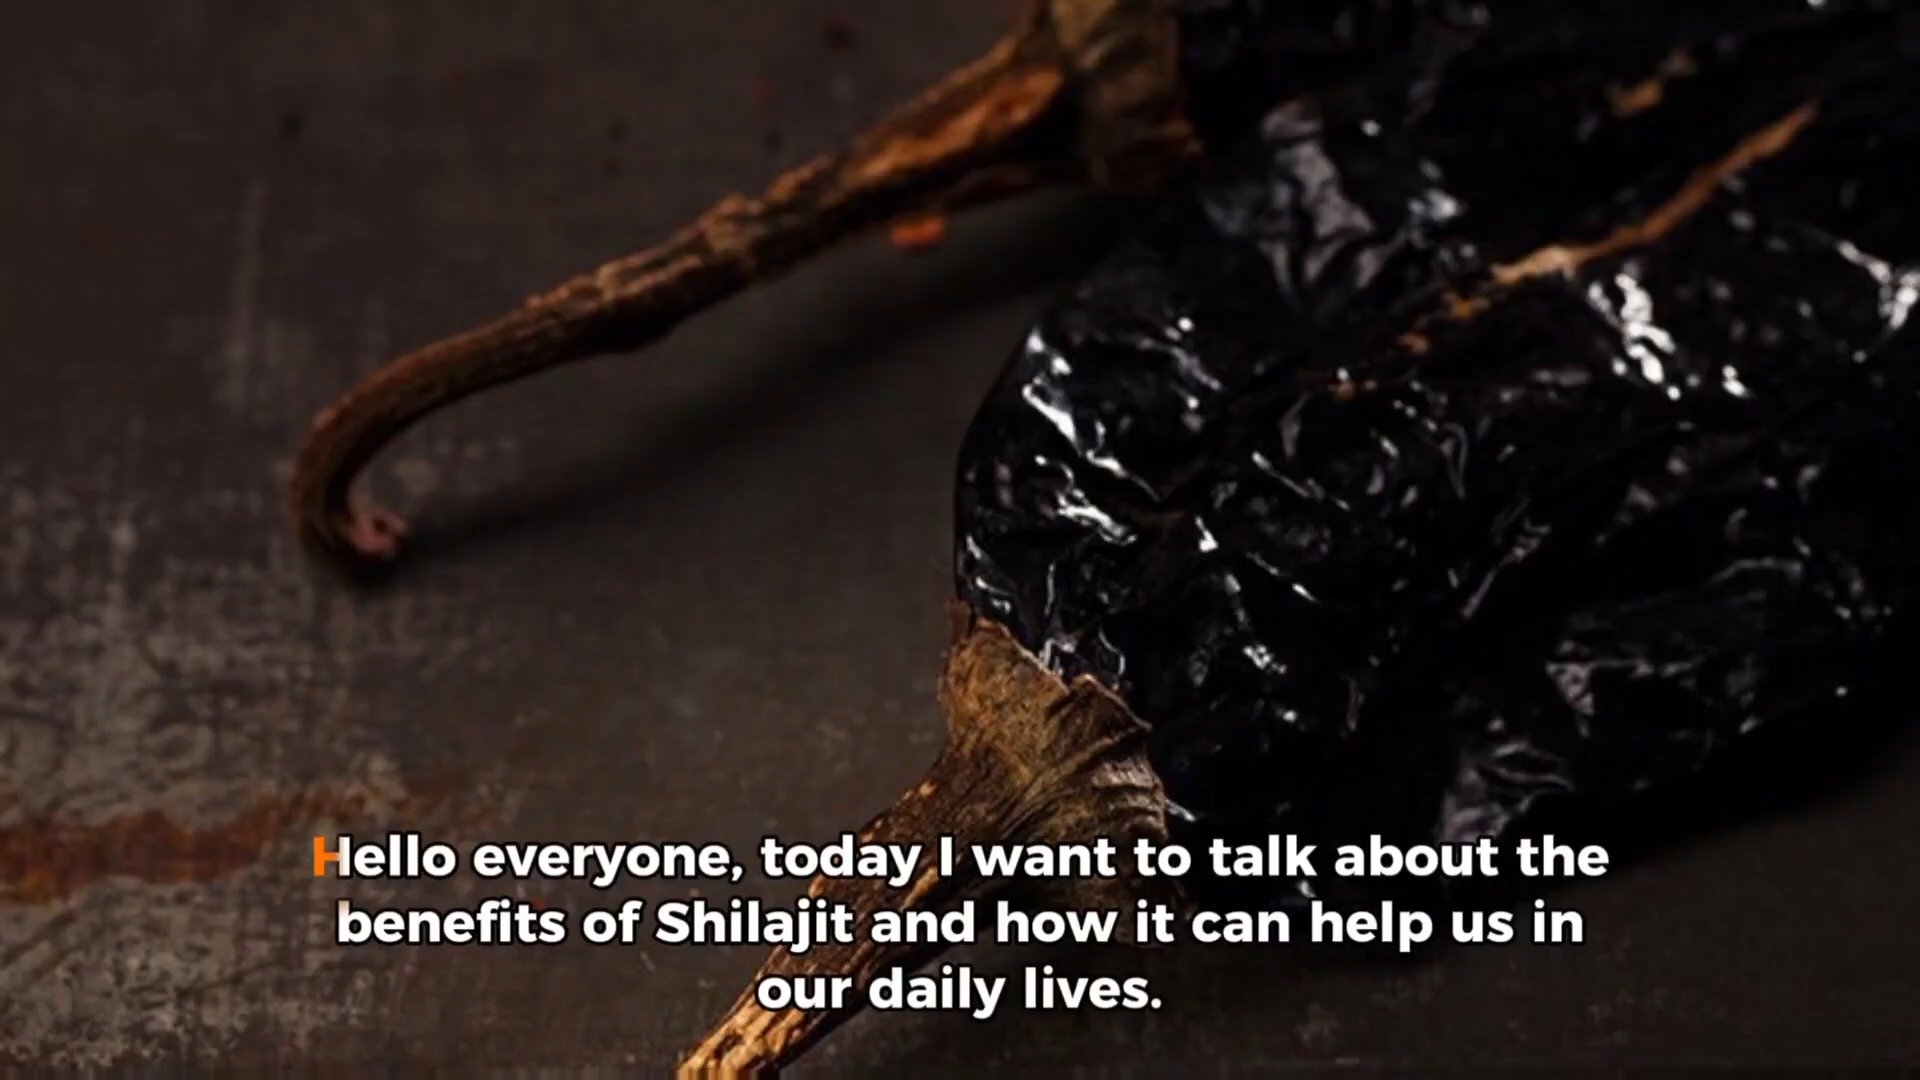 Hello everyone, today I want to talk about the
benefits of Shilajit and how it can help us in
our daily lives.